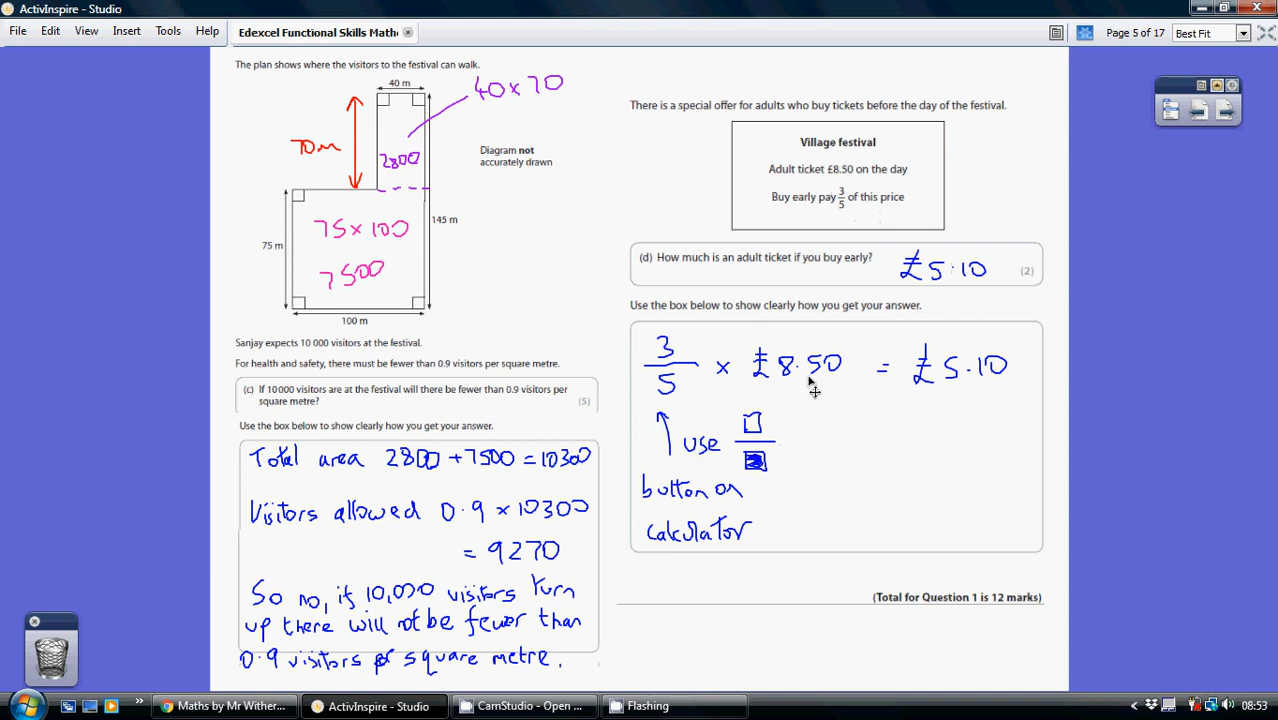 ActivInspire - Studio
File Edit View Insert Tools Help
Edexcel Functional Skills Mathe
Page 5 of 17
Best Fit
The plan shows where the visitors to the festival can walk.
40 m
40 x 70
70m
2800
Diagram not
accurately drawn
75 x 100
7500
75 m
145 m
100 m
Sanjay expects 10 000 visitors at the festival.
For health and safety, there must be fewer than 0.9 visitors per square metre.
(c) If 10 000 visitors are at the festival will there be fewer than 0.9 visitors per
square metre?
(5)
Use the box below to show clearly how you get your answer.
Total area 2800 + 7500 = 10300
Visitors allowed 0.9 x 10300
= 9270
So no, if 10,000 visitors turn
up there will not be fewer than
0.9 visitors per square metre.
There is a special offer for adults who buy tickets before the day of the festival.
Village festival
Adult ticket £8.50 on the day
Buy early pay 3/5 of this price
(d) How much is an adult ticket if you buy early?
£5.10
(2)
Use the box below to show clearly how you get your answer.
3/5 x £8.50 = £5.10
use
button on
calculator
(Total for Question 1 is 12 marks)
Maths by Mr Wither...
ActivInspire - Studio
CamStudio - Open ...
Flashing
08:53